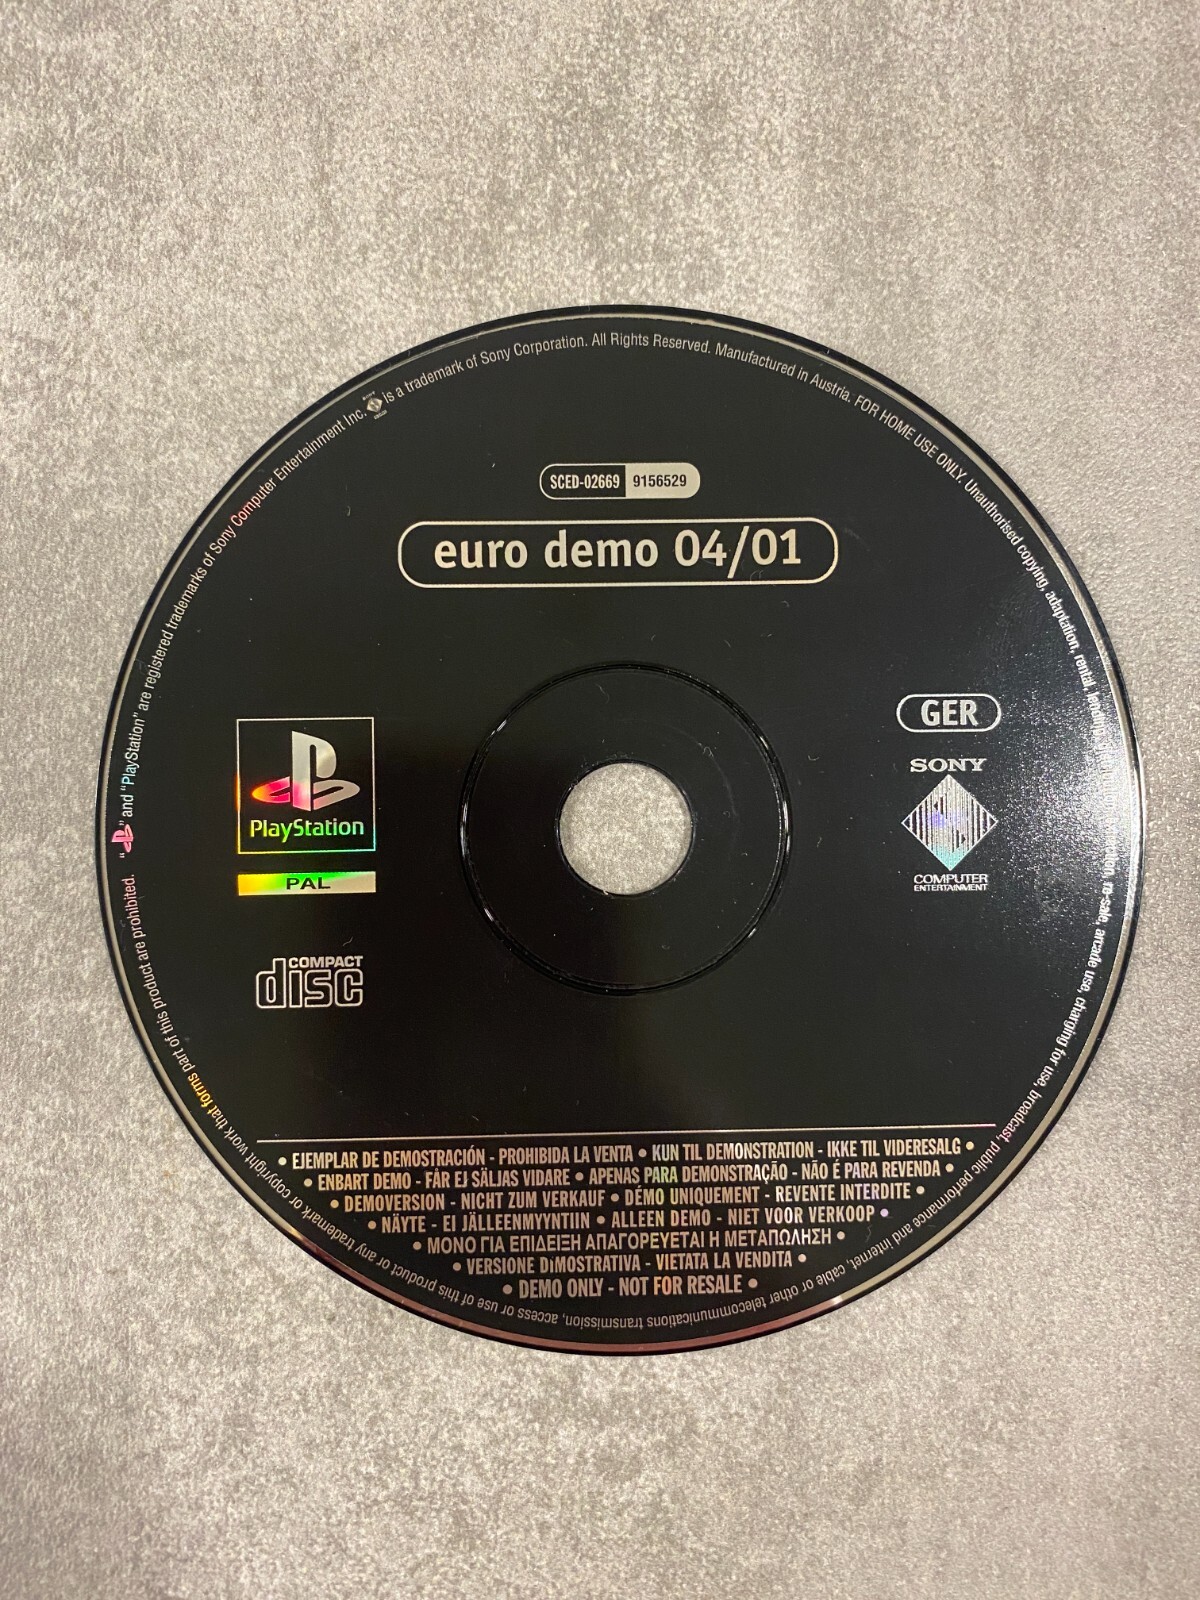 is a trademark of Sony Corporation. All Rights Reserved. Manufactured in Austria. FOR HOME USE ONLY. Unauthorised copying, adaptation, rental,
re-sale, arcade use, charging for use, broadcast, public performance and internet, cable or other telecommunications transmission, access, or use of this product or any trademark or copyright work that forms part of this product are prohibited.
" " and "PlayStation" are registered trademarks of Sony Computer Entertainment Inc.
SCED-02669 9156529
euro demo 04/01
GER
SONY
COMPUTER
ENTERTAINMENT
PlayStation
PAL
COMPACT
disc
• EJEMPLAR DE DEMOSTRACIÓN - PROHIBIDA LA VENTA • KUN TIL DEMONSTRATION - IKKE TIL VIDERESALG •
• ENBART DEMO - FÅR EJ SÄLJAS VIDARE • APENAS PARA DEMONSTRAÇÃO - NÃO É PARA REVENDA •
• DEMOVERSION - NICHT ZUM VERKAUF • DÉMO UNIQUEMENT - REVENTE INTERDITE •
• NÄYTE - EI JÄLLEENMYYNTIIN • ALLEEN DEMO - NIET VOOR VERKOOP •
• ΜΟΝΟ ΓΙΑ ΕΠΙΔΕΙΞΗ ΑΠΑΓΟΡΕΥΕΤΑΙ Η ΜΕΤΑΠΩΛΗΣΗ •
• VERSIONE DIMOSTRATIVA - VIETATA LA VENDITA •
• DEMO ONLY - NOT FOR RESALE •